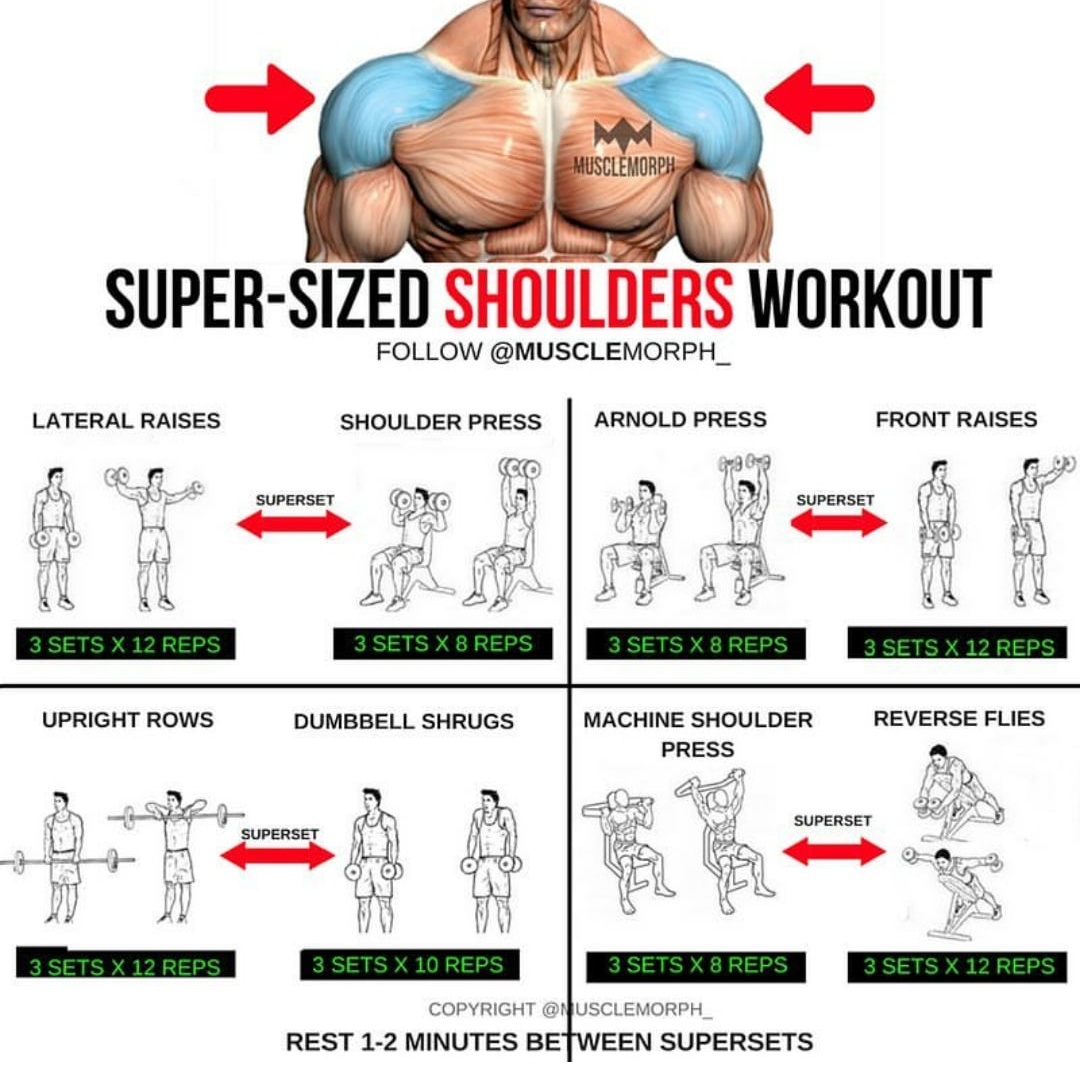 MUSCLEMORPH
SUPER-SIZED SHOULDERS WORKOUT
FOLLOW @MUSCLEMORPH_
LATERAL RAISES
SUPERSET
SHOULDER PRESS
3 SETS X 12 REPS
3 SETS X 8 REPS
ARNOLD PRESS
SUPERSET
FRONT RAISES
3 SETS X 8 REPS
3 SETS X 12 REPS
UPRIGHT ROWS
SUPERSET
DUMBBELL SHRUGS
3 SETS X 12 REPS
3 SETS X 10 REPS
MACHINE SHOULDER
PRESS
SUPERSET
REVERSE FLIES
3 SETS X 8 REPS
3 SETS X 12 REPS
COPYRIGHT @MUSCLEMORPH_
REST 1-2 MINUTES BETWEEN SUPERSETS